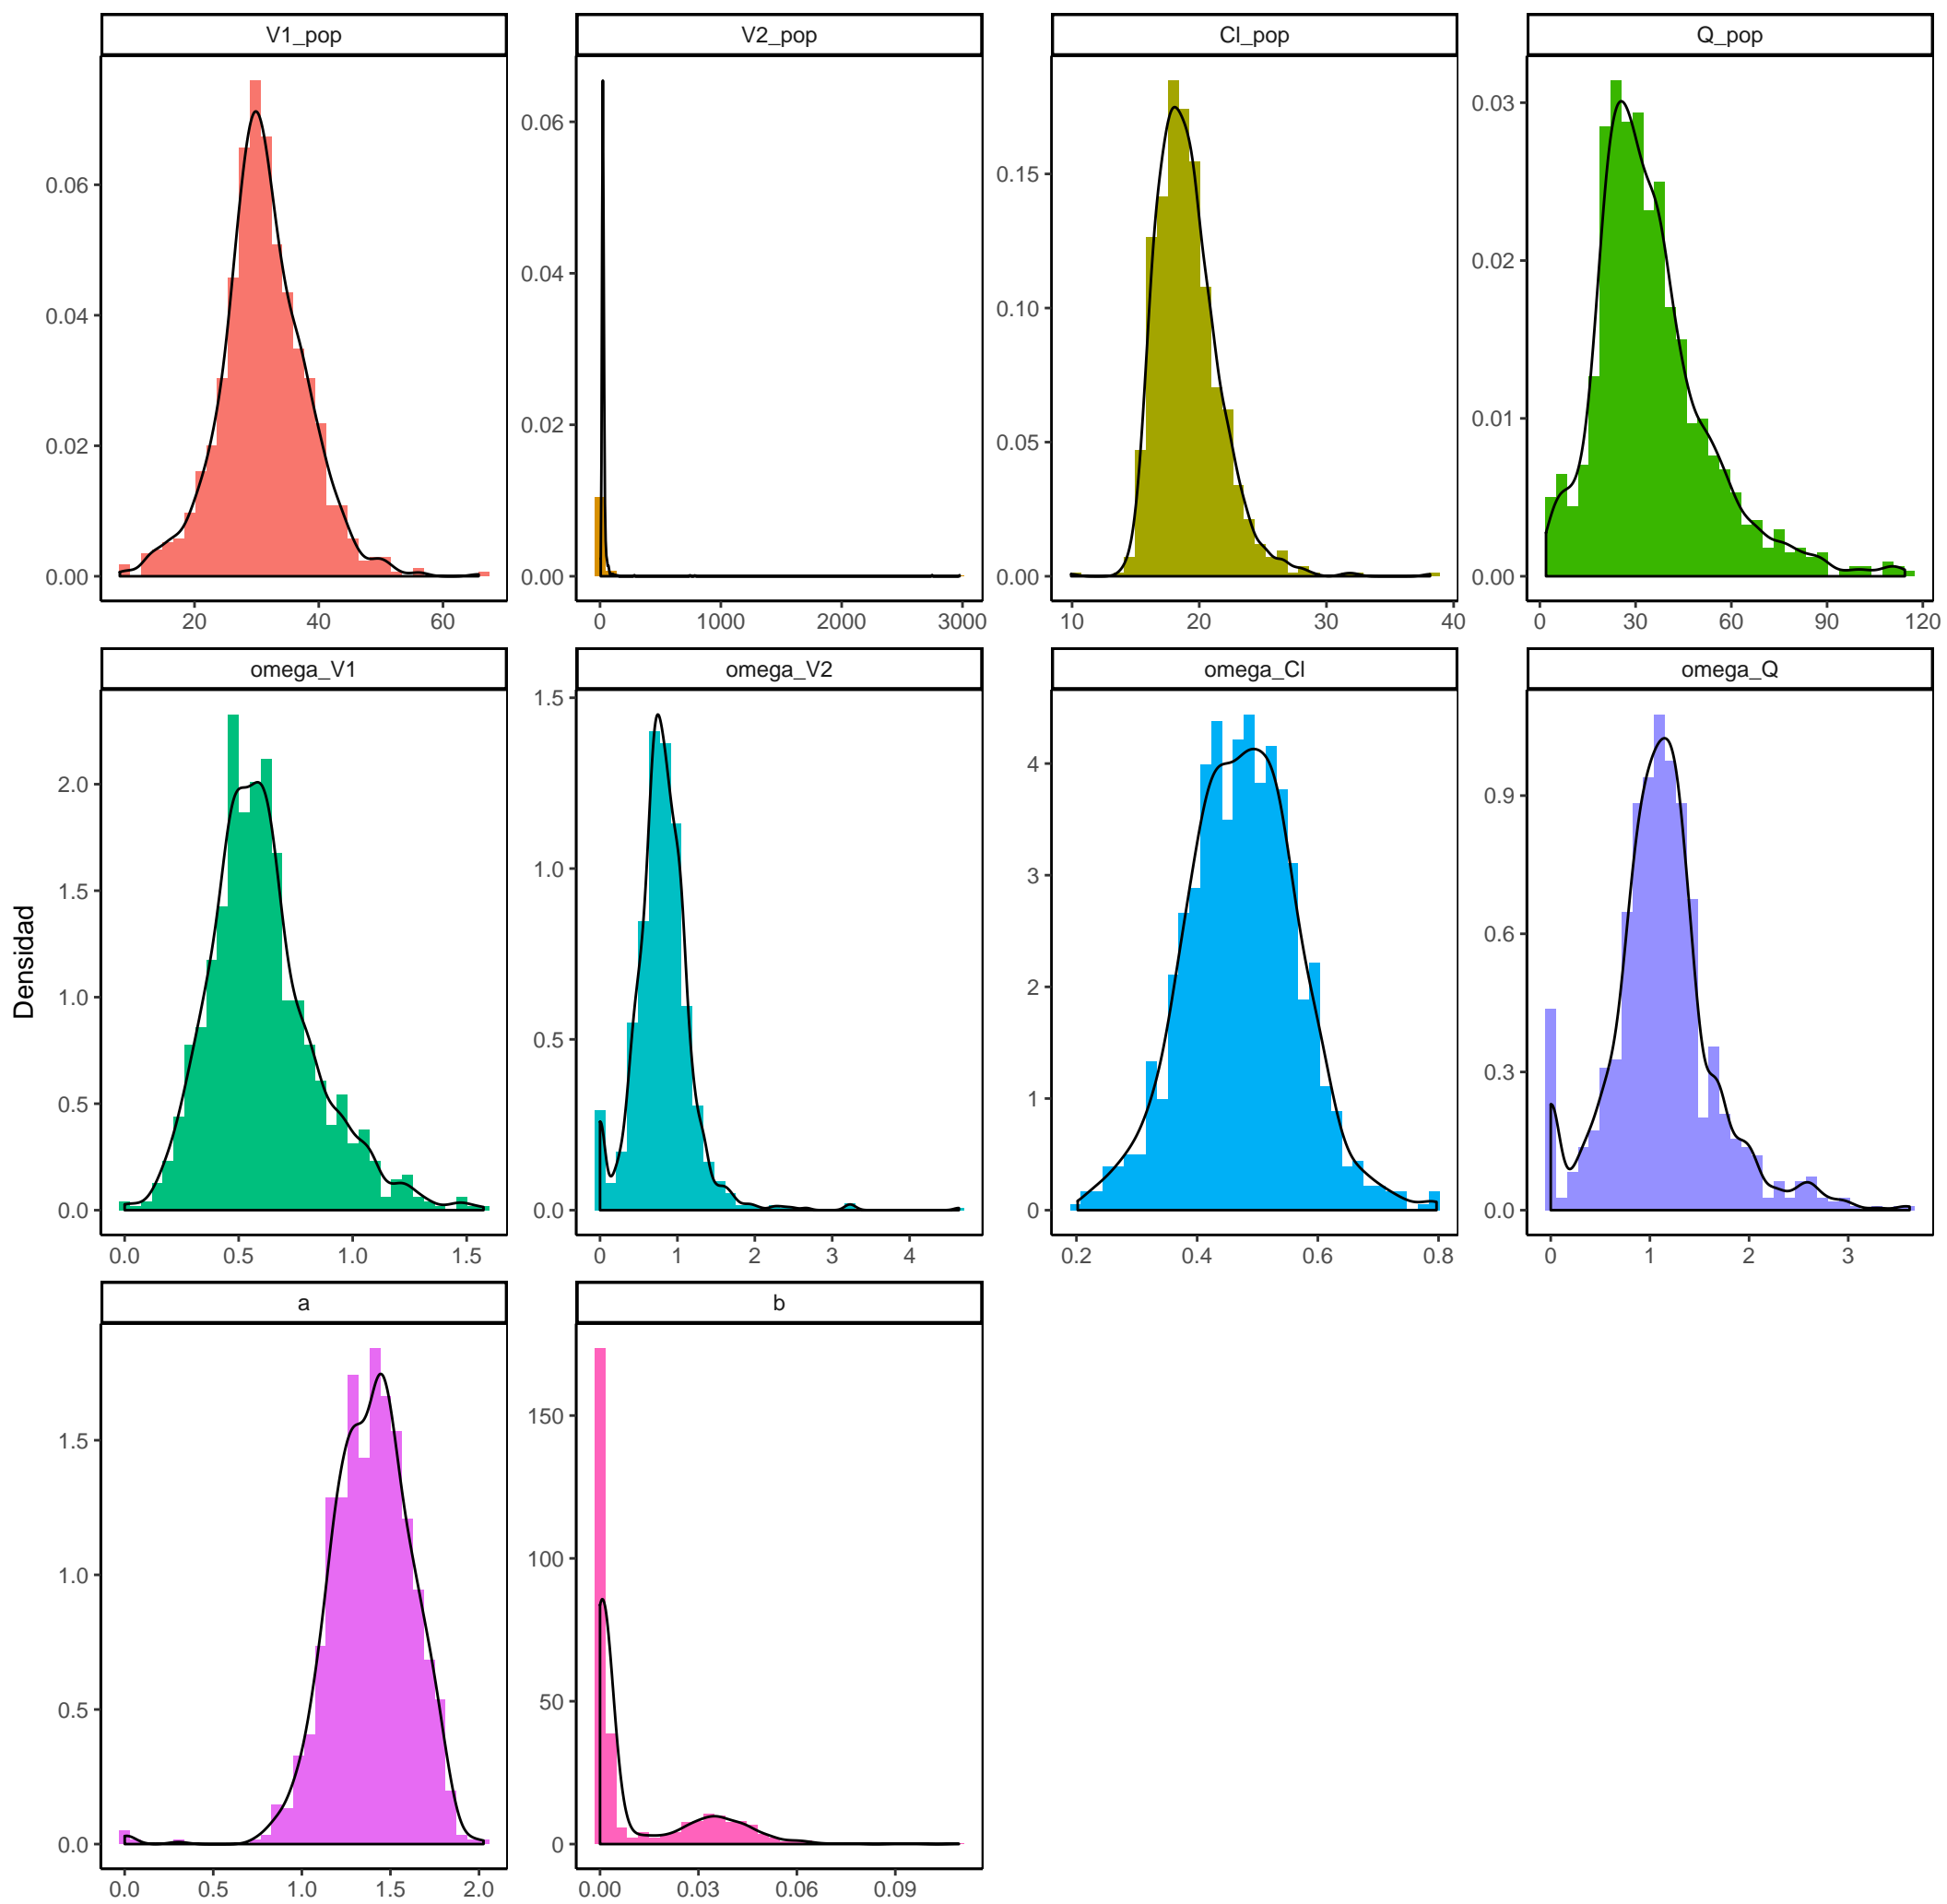 V1_pop V2_pop Cl_pop Q_pop
0.00 0.02 0.04 0.06
20 40 60
0.00 0.02 0.04 0.06
0 1000 2000 3000
0.00 0.05 0.10 0.15
10 20 30 40
0.00 0.01 0.02 0.03
0 30 60 90 120
Densidad
omega_V1 omega_V2 omega_Cl omega_Q
0.0 0.5 1.0 1.5 2.0
0.0 0.5 1.0 1.5
0.0 0.5 1.0 1.5
0 1 2 3 4
0 1 2 3 4
0.2 0.4 0.6 0.8
0.0 0.3 0.6 0.9
0 1 2 3
a b
0.0 0.5 1.0 1.5
0.0 0.5 1.0 1.5 2.0
0 50 100 150
0.00 0.03 0.06 0.09